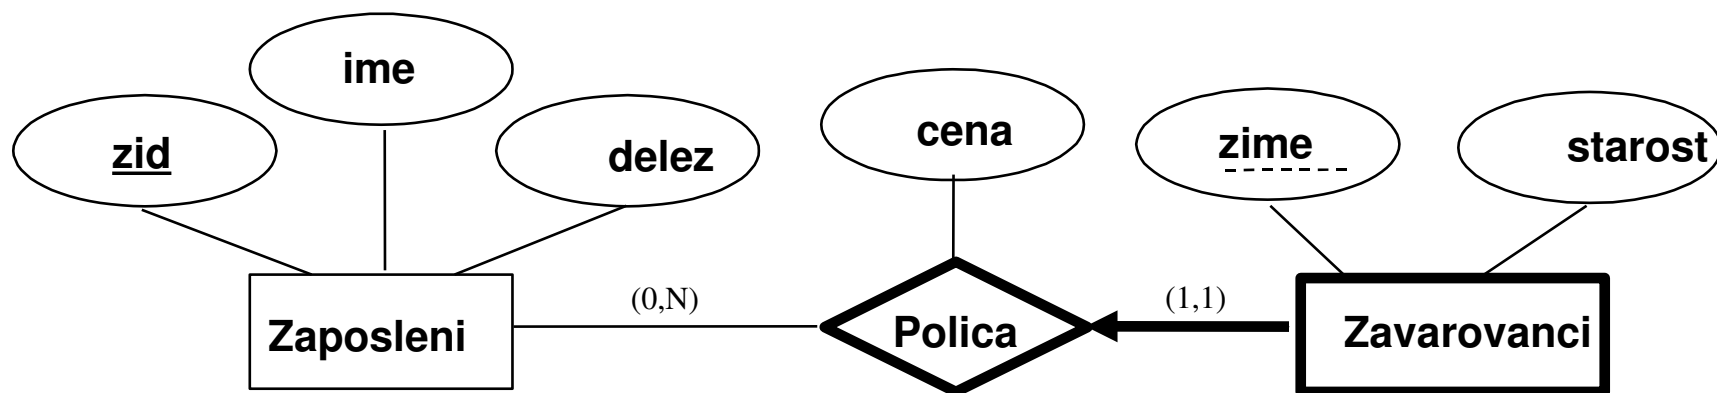 ime
zid
delez
cena
zime
starost
(0,N)
(1,1)
Zaposleni
Polica
Zavarovanci